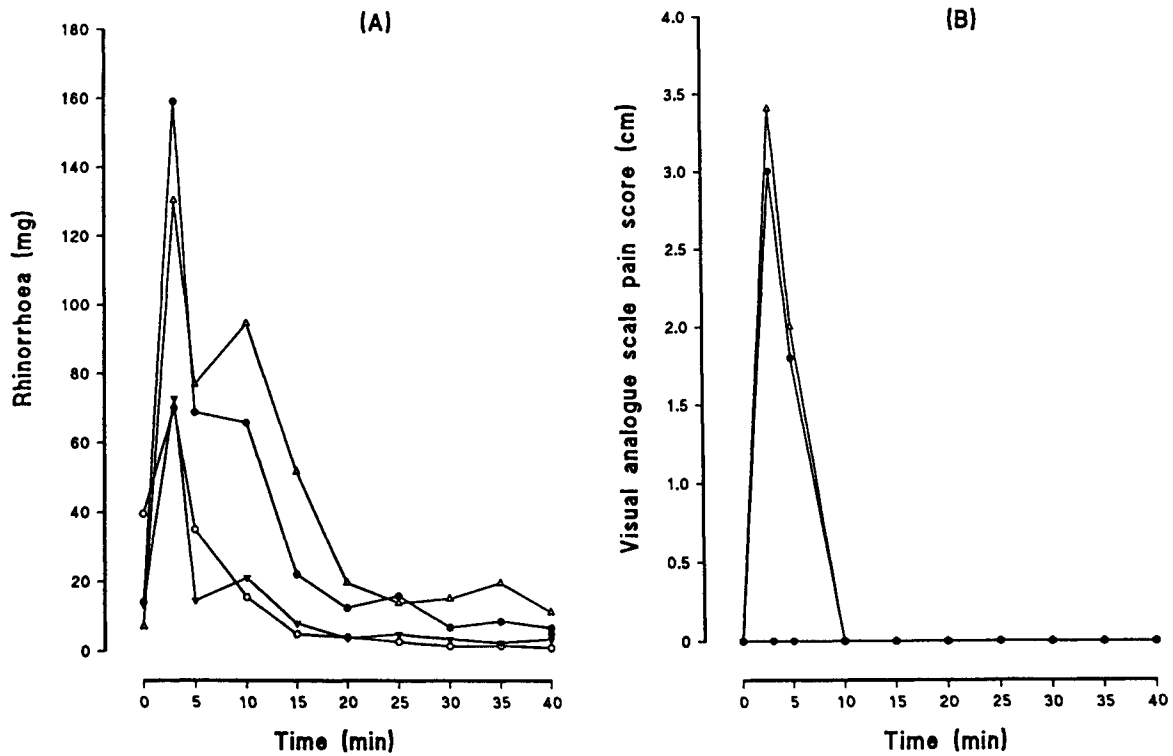 (A)
180
160
140
120
100
80
60
40
20
0
Rhinorrhoea (mg)
0 5 10 15 20 25 30 35 40
Time (min)
(B)
4.0
3.5
3.0
2.5
2.0
1.5
1.0
0.5
0
Visual analogue scale pain score (cm)
0 5 10 15 20 25 30 35 40
Time (min)